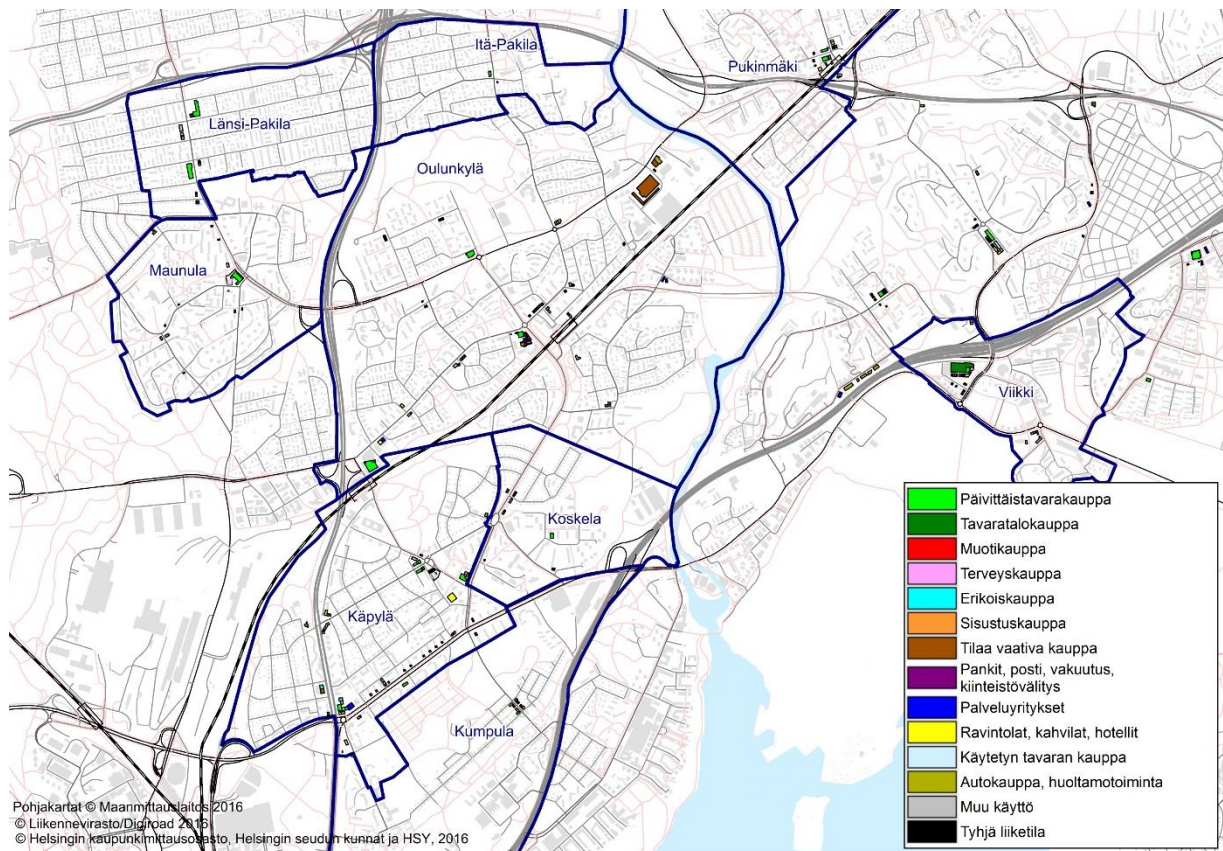 Itä-Pakila
Pukinmäki
Länsi-Pakila
Oulunkylä
Maunula
Viikki
Koskela
Käpylä
Kumpula
Päivittäistavarakauppa
Tavaratalokauppa
Muotikauppa
Terveyskauppa
Erikoiskauppa
Sisustuskauppa
Tilaa vaativa kauppa
Pankit, posti, vakuutus,
kiinteistövälitys
Palveluyritykset
Ravintolat, kahvilat, hotellit
Käytetyn tavaran kauppa
Autokauppa, huoltamotoiminta
Muu käyttö
Tyhjä liiketila
Pohjakartat © Maanmittauslaitos 2016
© Liikennevirasto/Digiroad 2016
© Helsingin kaupunkimittausosasto, Helsingin seudun kunnat ja HSY, 2016